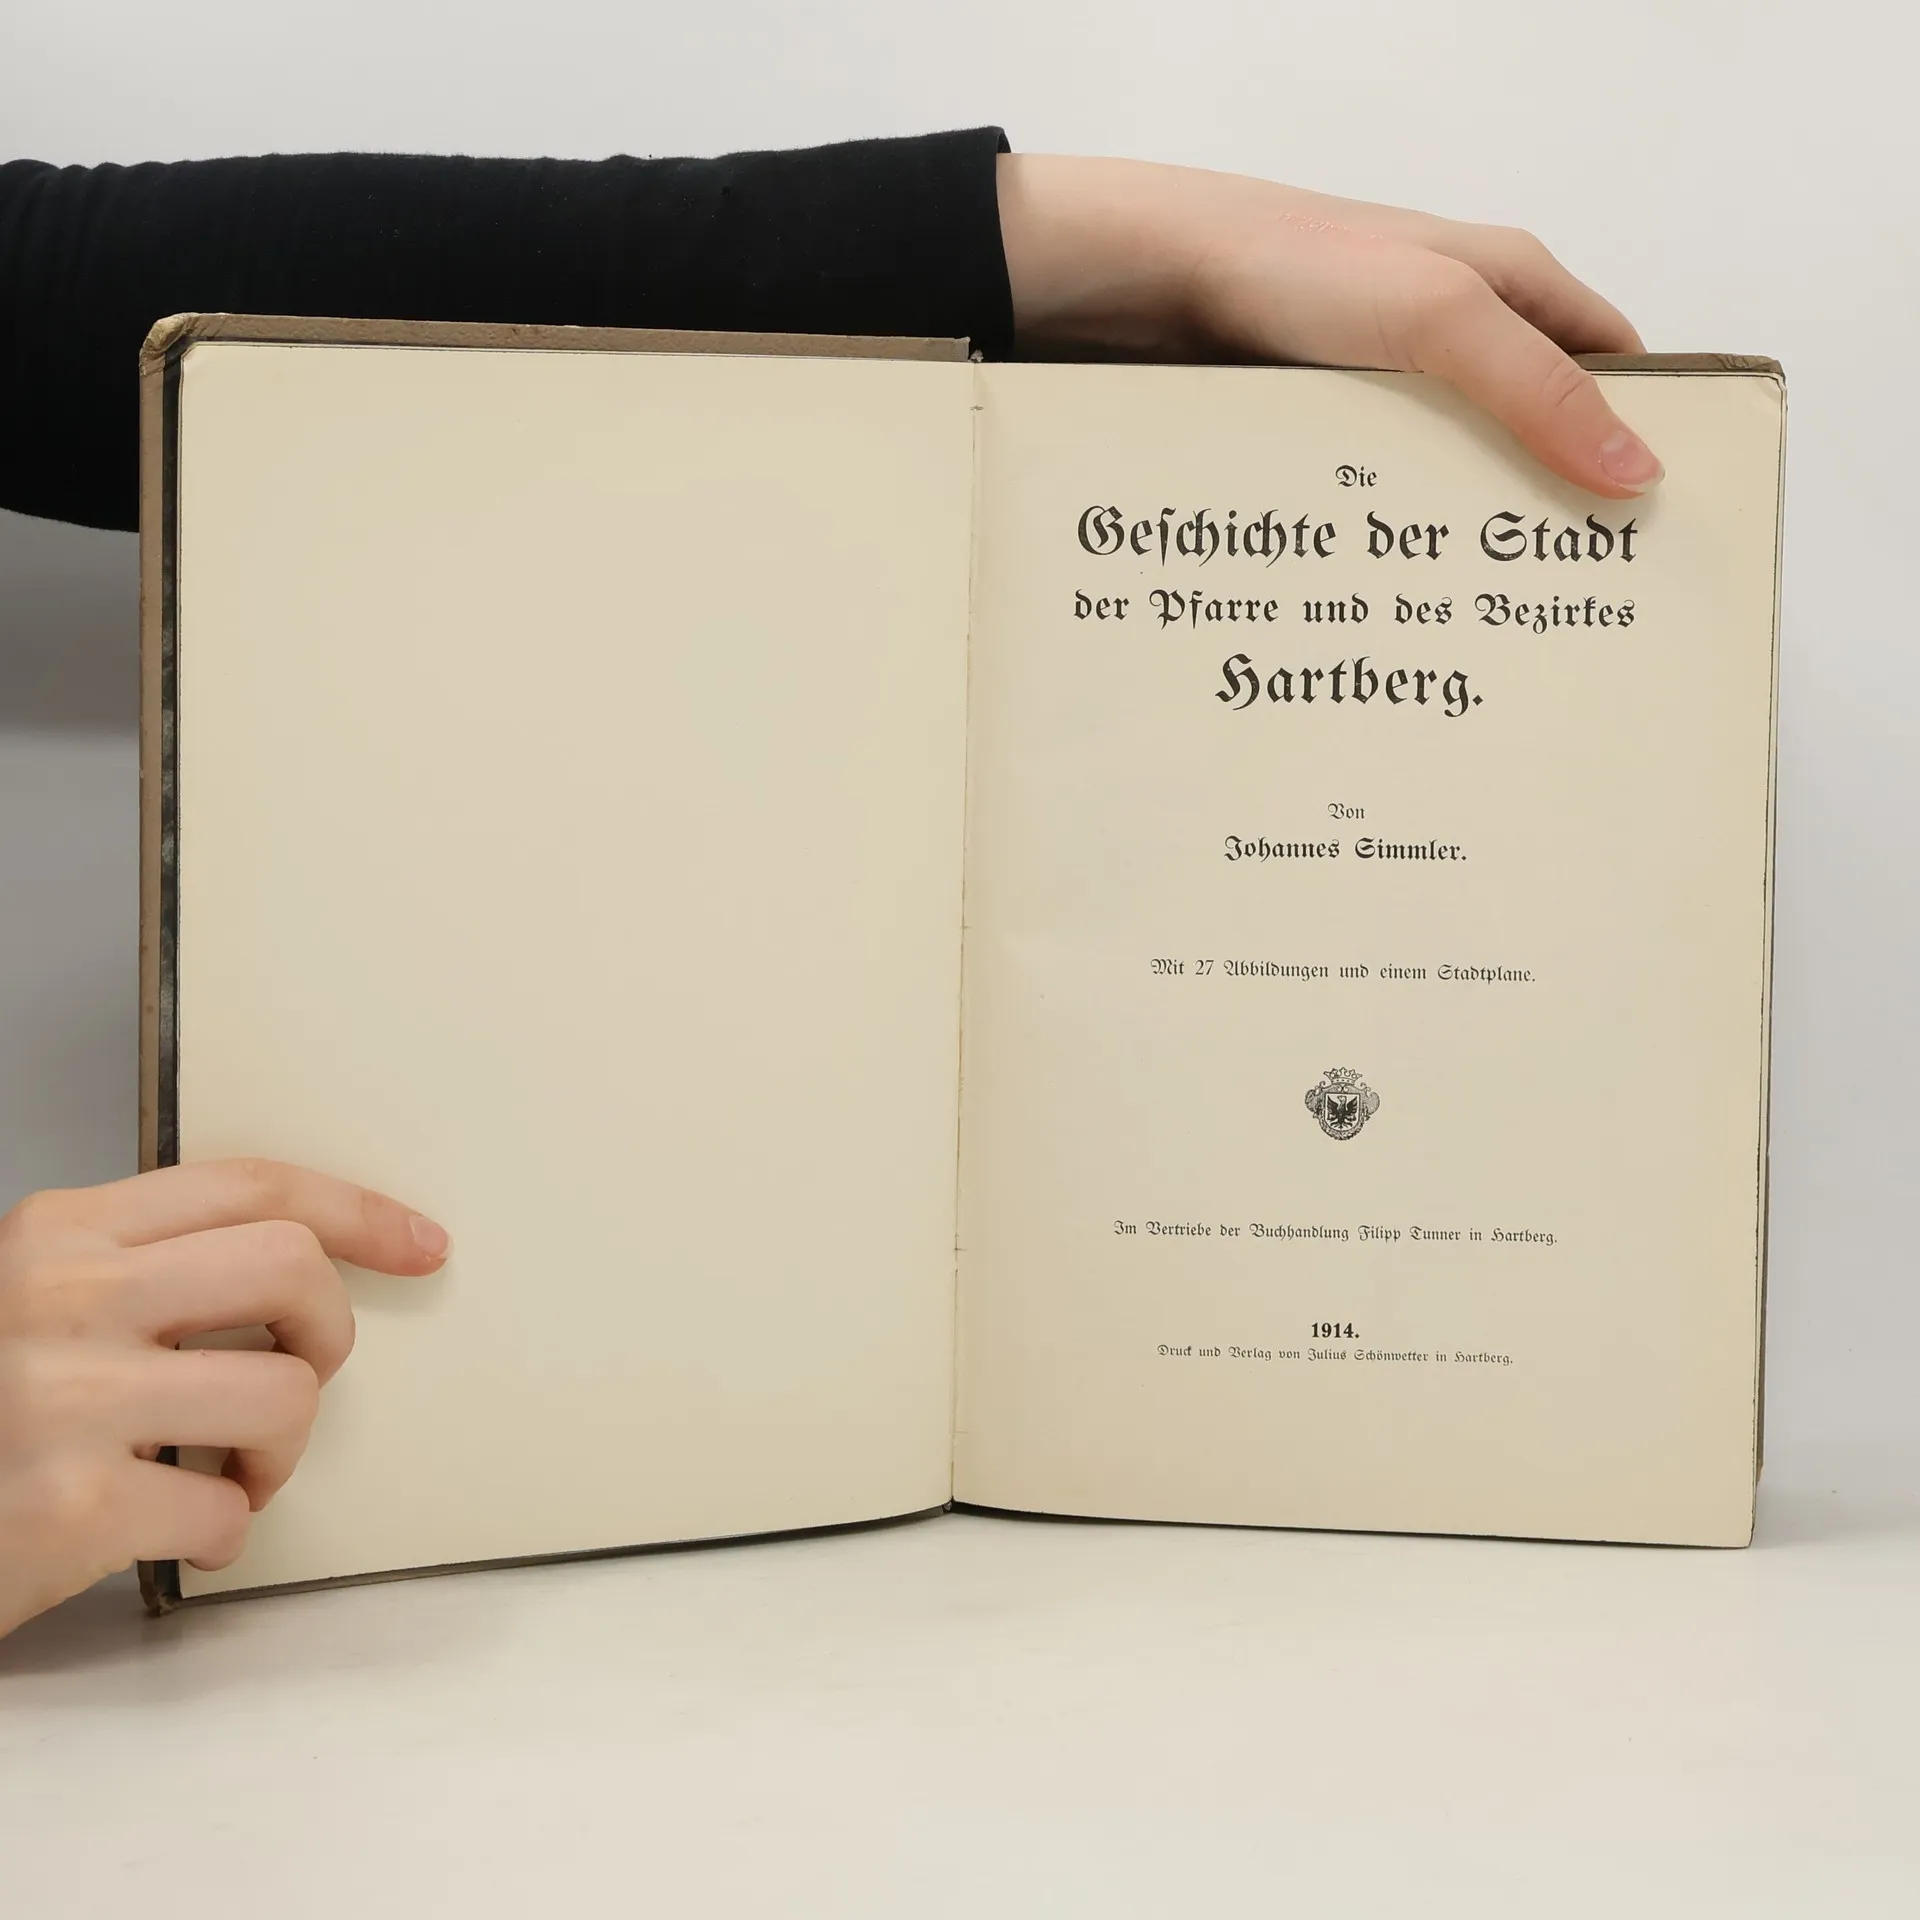 Die
Geſchichte der Stadt
der Pfarre und des Bezirkes
Hartberg.
Von
Johannes Simmler.
Mit 27 Abbildungen und einem Stadtplane.
Im Vertriebe der Buchhandlung Filipp Tunner in Hartberg.
1914.
Druck und Verlag von Julius Schönwetter in Hartberg.